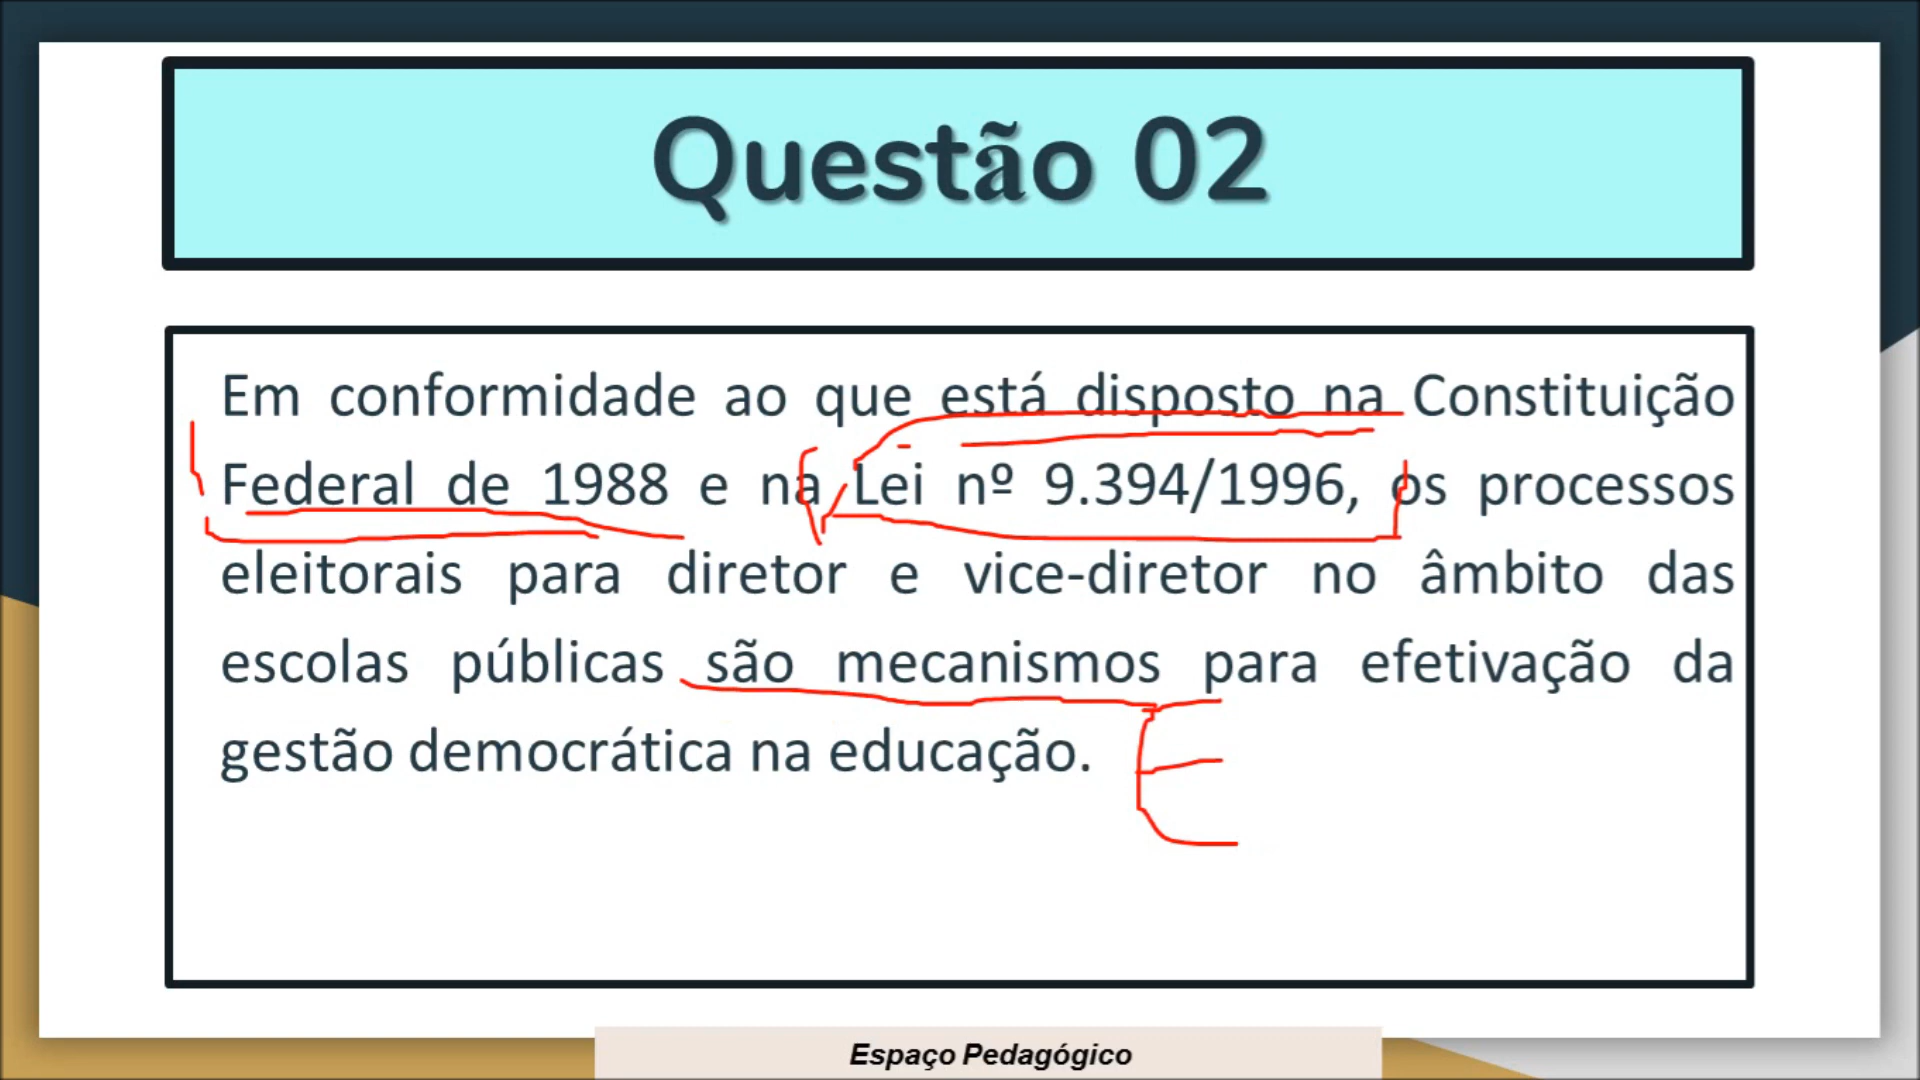 Questão 02
Em conformidade ao que está disposto na Constituição
Federal de 1988 e na Lei nº 9.394/1996, os processos
eleitorais para diretor e vice-diretor no âmbito das
escolas públicas são mecanismos para efetivação da
gestão democrática na educação.
E
Espaço Pedagógico